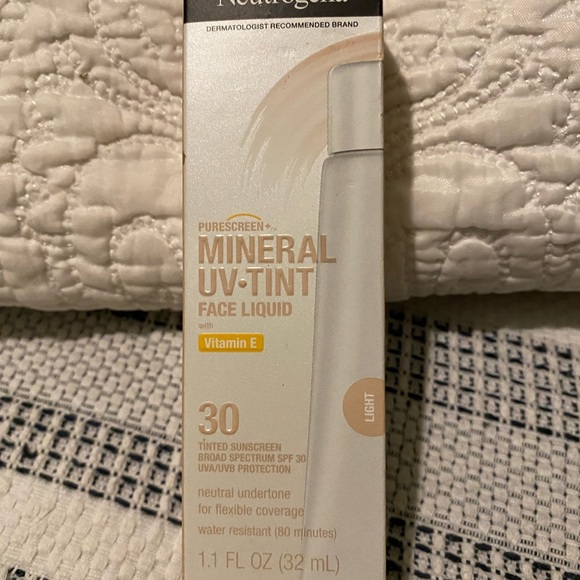 Neutrogena
DERMATOLOGIST RECOMMENDED BRAND
PURESCREEN+™
MINERAL
UV•TINT
FACE LIQUID
with
Vitamin E
30
TINTED SUNSCREEN
BROAD SPECTRUM SPF 30
UVA/UVB PROTECTION
LIGHT
neutral undertone
for flexible coverage
water resistant (80 minutes)
1.1 FL OZ (32 mL)